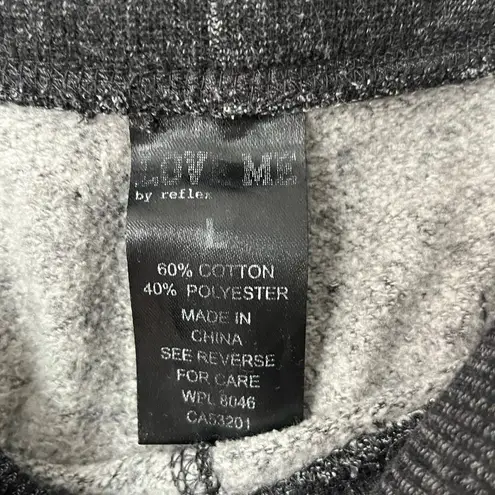 LOVE ME
by reflex
L
60% COTTON
40% POLYESTER
MADE IN
CHINA
SEE REVERSE
FOR CARE
WPL 8046
CA53201